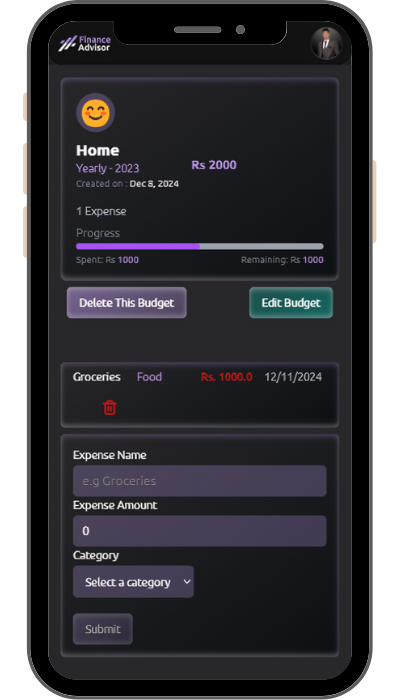 Finance
Advisor
Home
Yearly - 2023
Rs 2000
Created on : Dec 8, 2024
1 Expense
Progress
Spent: Rs 1000
Remaining: Rs 1000
Delete This Budget
Edit Budget
Groceries Food Rs. 1000.0 12/11/2024
Expense Name
e.g Groceries
Expense Amount
0
Category
Select a category
Submit